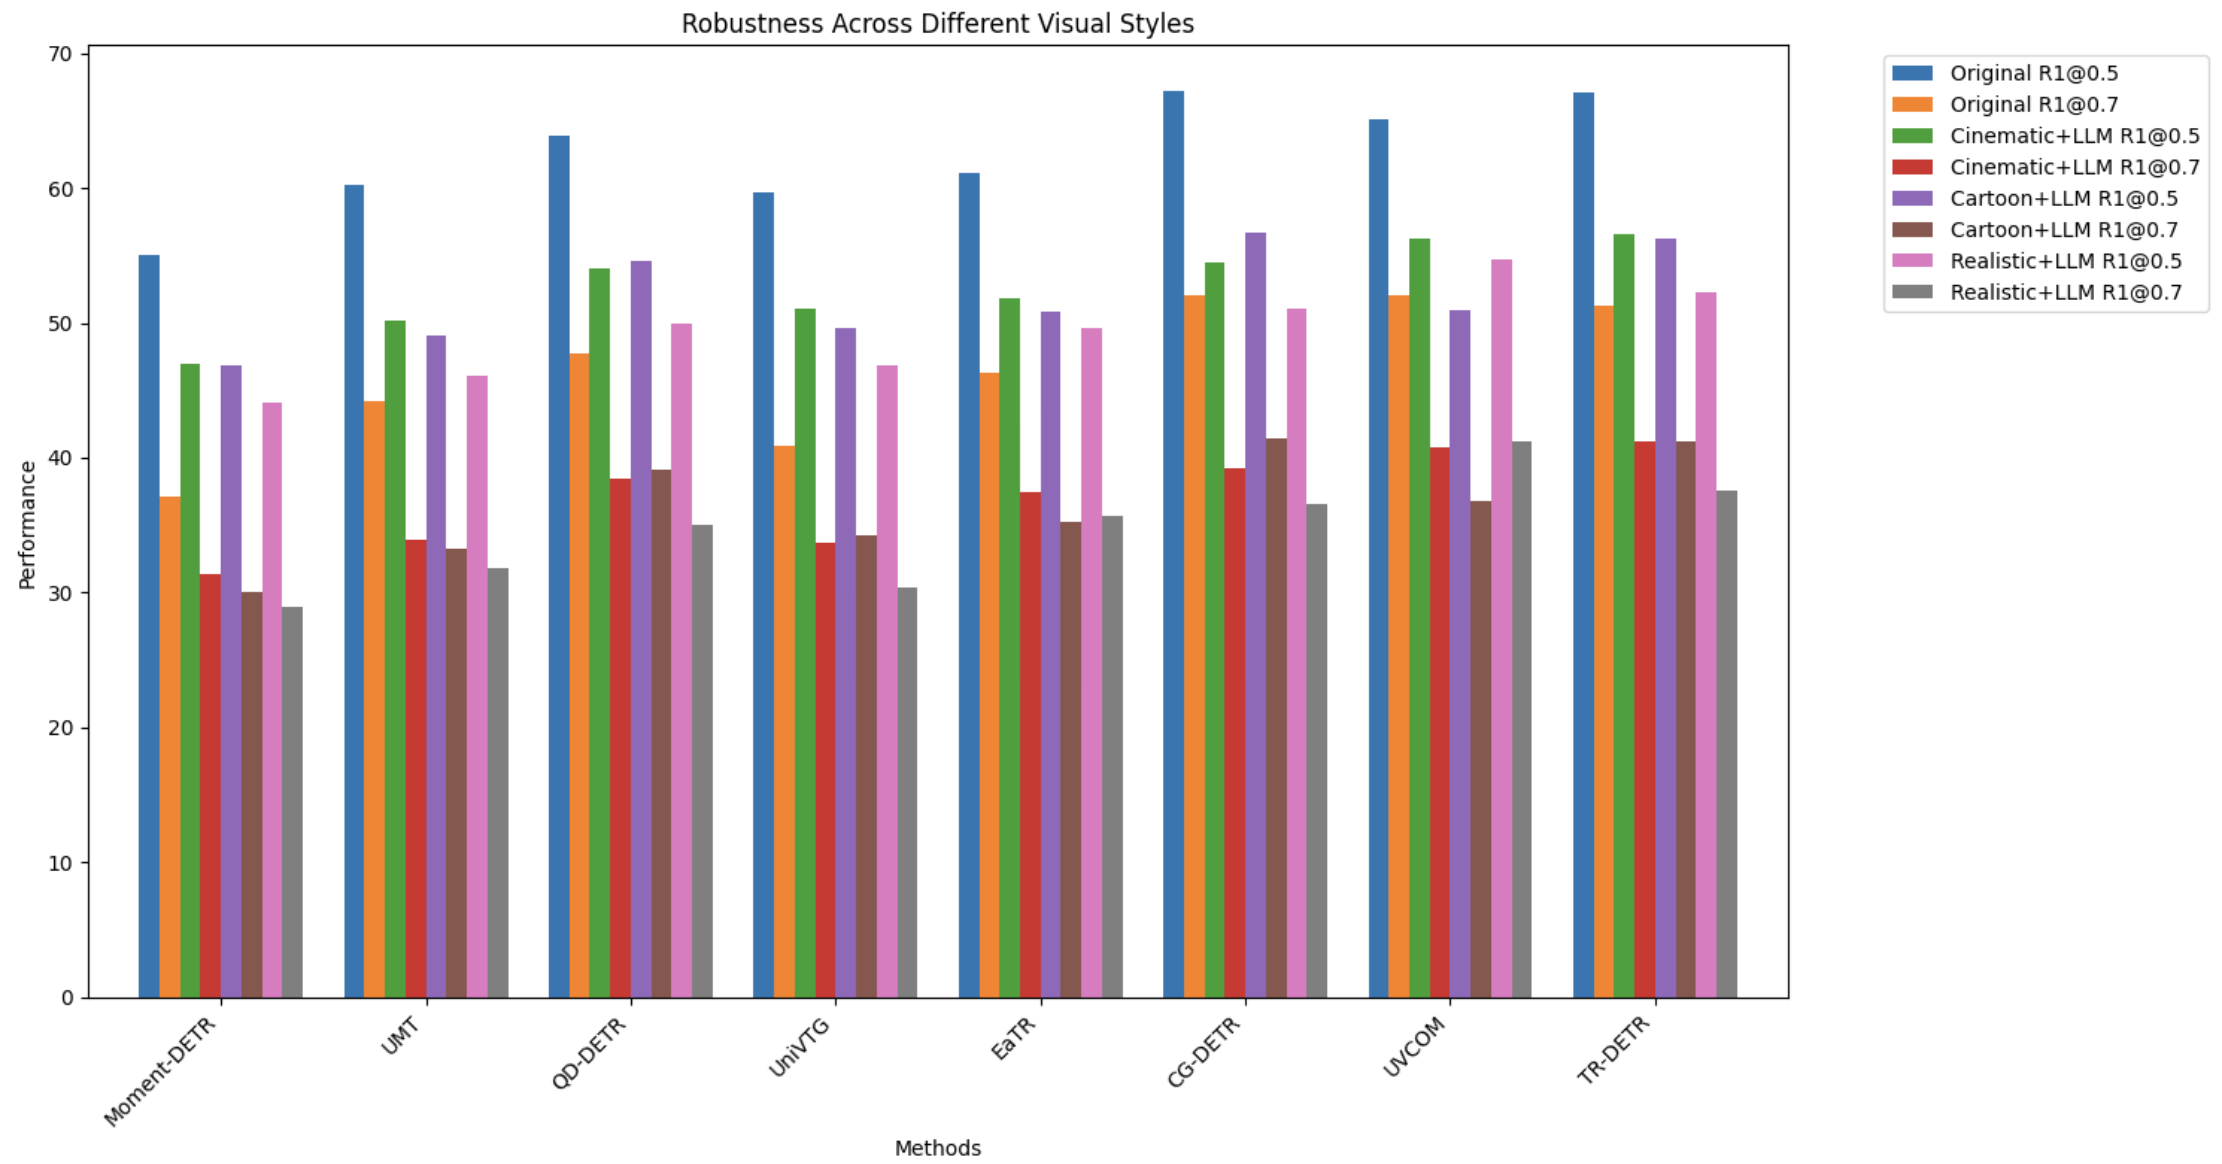 Robustness Across Different Visual Styles
70
60
50
40
30
20
10
0
Performance
Moment-DETR
UMT
QD-DETR
UniVTG
EaTR
CG-DETR
UVCOM
TR-DETR
Methods
Original R1@0.5
Original R1@0.7
Cinematic+LLM R1@0.5
Cinematic+LLM R1@0.7
Cartoon+LLM R1@0.5
Cartoon+LLM R1@0.7
Realistic+LLM R1@0.5
Realistic+LLM R1@0.7